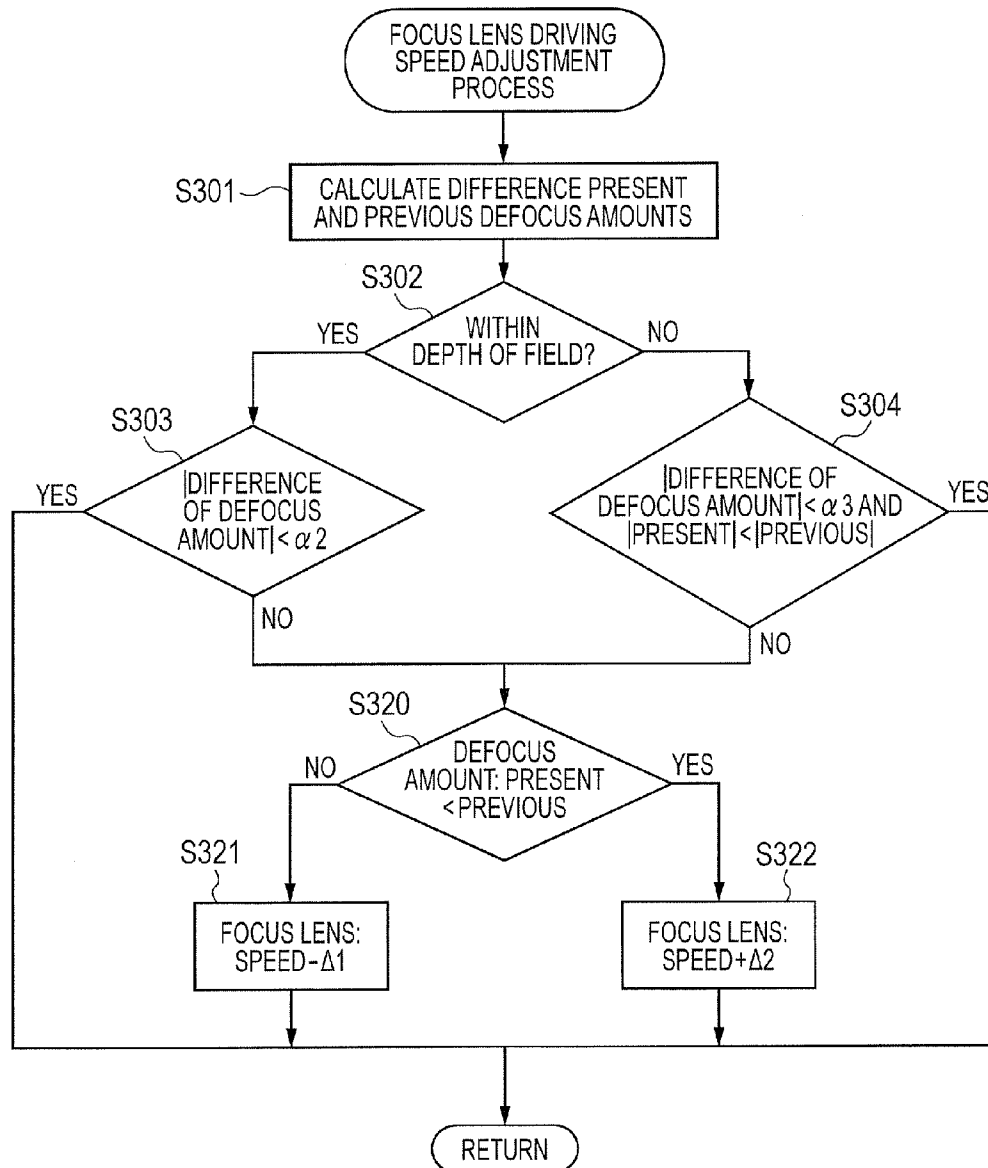 FOCUS LENS DRIVING
SPEED ADJUSTMENT
PROCESS
S301
CALCULATE DIFFERENCE PRESENT
AND PREVIOUS DEFOCUS AMOUNTS
S302
YES
WITHIN
DEPTH OF FIELD?
NO
S303
YES
|DIFFERENCE
OF DEFOCUS
AMOUNT|<α2
NO
S304
|DIFFERENCE OF
DEFOCUS AMOUNT|<α3 AND
|PRESENT|<|PREVIOUS|
YES
NO
S320
NO
DEFOCUS
AMOUNT: PRESENT
<PREVIOUS
YES
S321
FOCUS LENS:
SPEED-Δ1
S322
FOCUS LENS:
SPEED+Δ2
RETURN